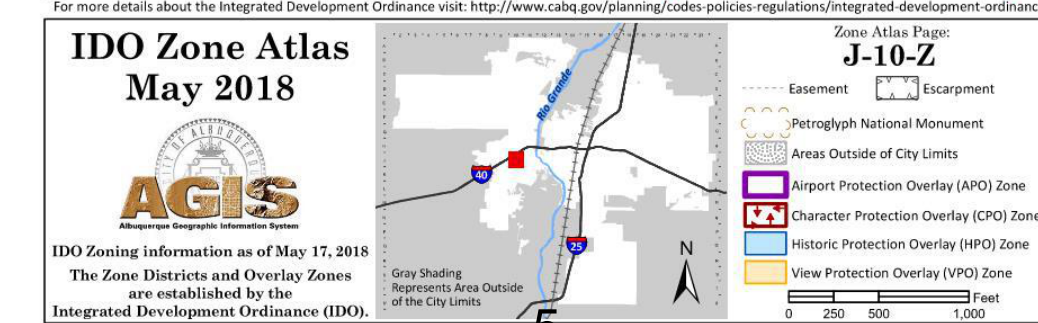 For more details about the Integrated Development Ordinance visit: http://www.cabq.gov/planning/codes-policies-regulations/integrated-development-ordinanc
IDO Zone Atlas
May 2018
CITY OF ALBUQUERQUE
AGIS
Albuquerque Geographic Information System
IDO Zoning information as of May 17, 2018
The Zone Districts and Overlay Zones
are established by the
Integrated Development Ordinance (IDO).
Rio Grande
40
25
N
Gray Shading
Represents Area Outside
of the City Limits
Zone Atlas Page:
J-10-Z
Easement
Escarpment
Petroglyph National Monument
Areas Outside of City Limits
Airport Protection Overlay (APO) Zone
Character Protection Overlay (CPO) Zone
Historic Protection Overlay (HPO) Zone
View Protection Overlay (VPO) Zone
Feet
0 250 500 1,000